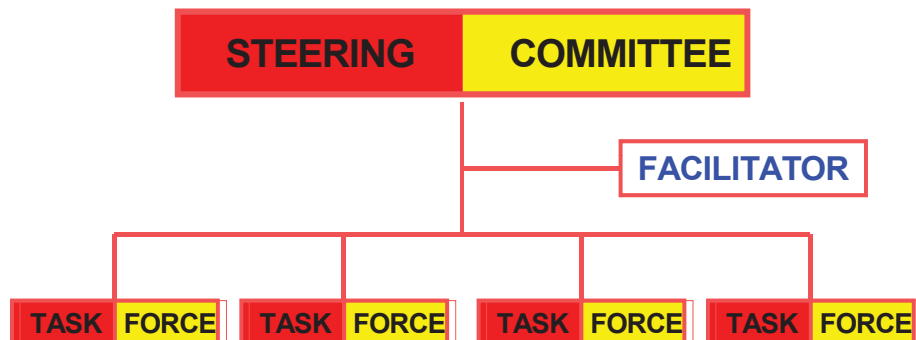 STEERING COMMITTEE
FACILITATOR
TASK FORCE TASK FORCE TASK FORCE TASK FORCE